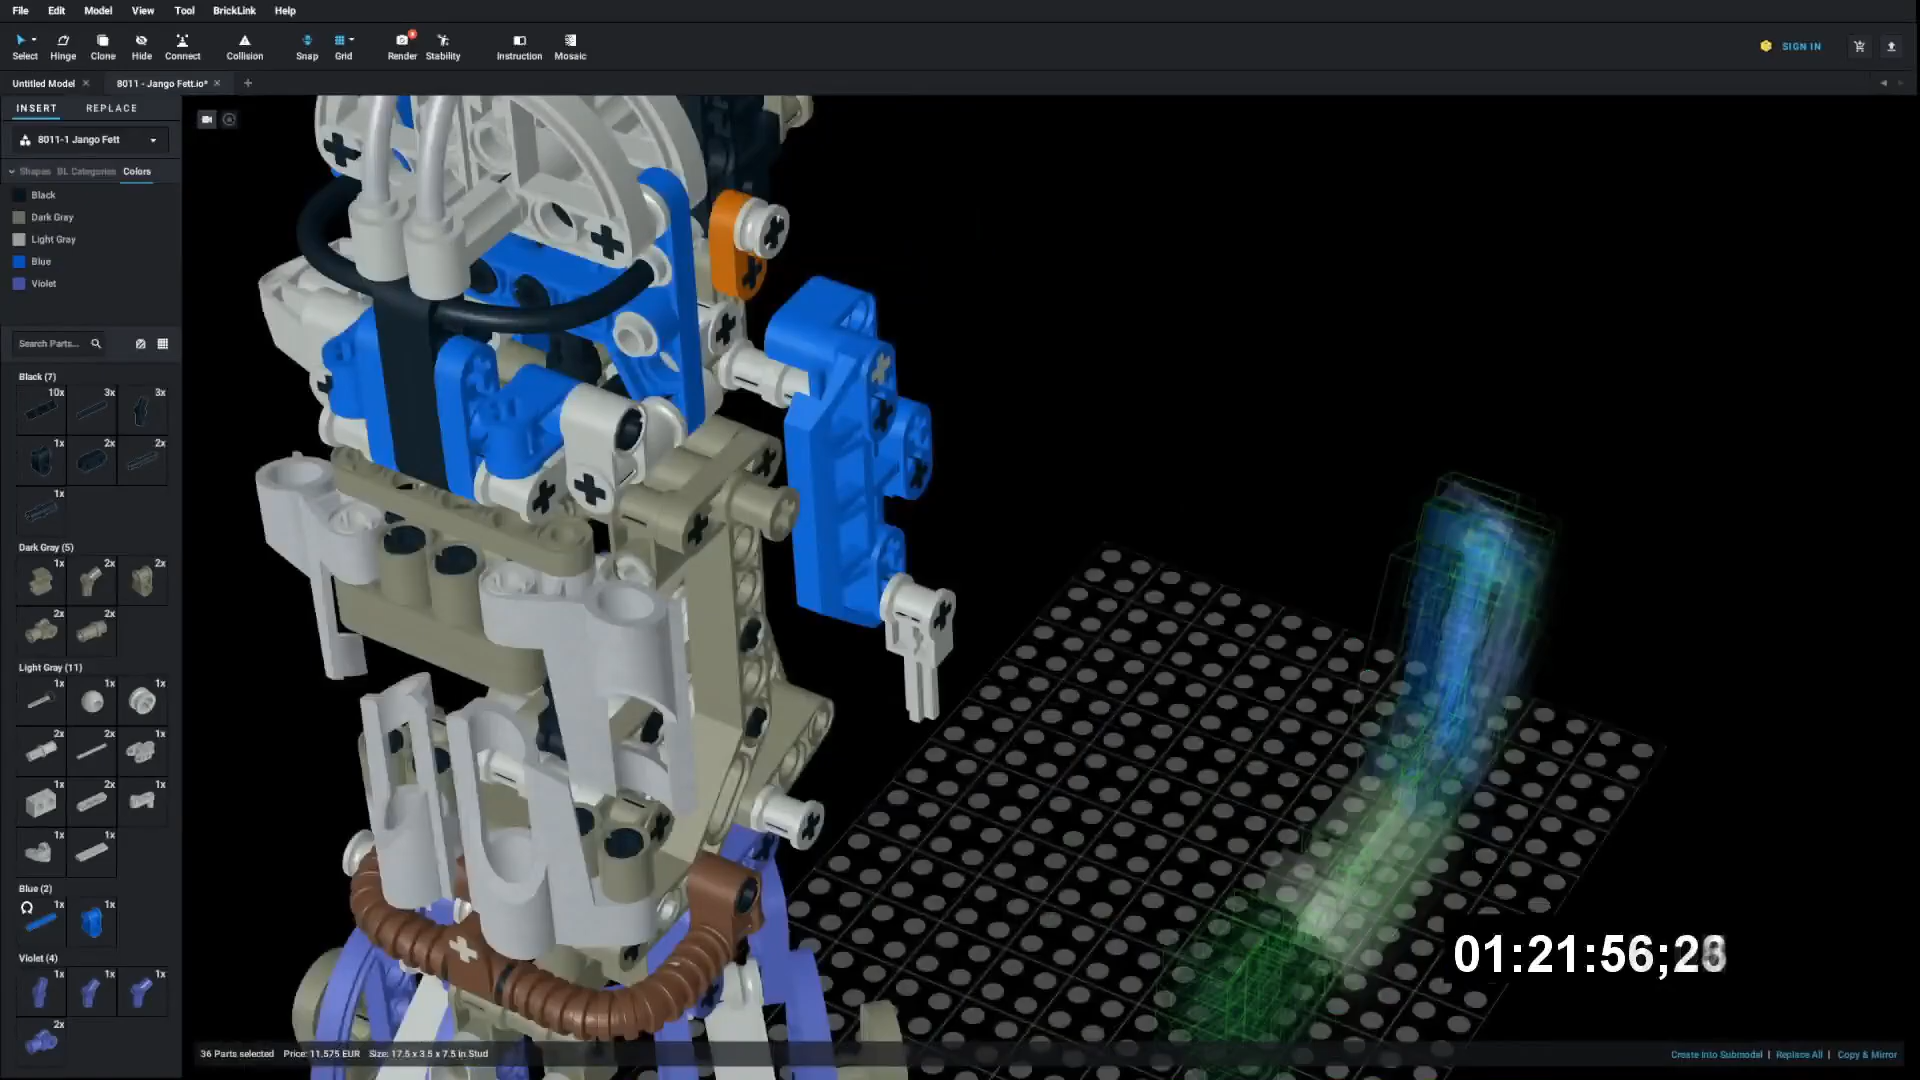 File Edit Model View Tool BrickLink Help
Select Hinge Clone Hide Connect Collision Snap Grid Render Stability Instruction Mosaic
SIGN IN
Untitled Model 8011 - Jango Fett.io*
INSERT REPLACE
8011-1 Jango Fett
Shapes BL Categories Colors
Black
Dark Gray
Light Gray
Blue
Violet
Search Parts...
Black (7)
10x 3x 3x
1x 2x 2x
1x
Dark Gray (5)
1x 2x 2x
2x 2x
Light Gray (11)
1x 1x 1x
2x 2x 1x
1x 2x 1x
1x 1x
Blue (2)
1x 1x
Violet (4)
1x 1x 1x
2x
01:21:56;28
36 Parts selected Price: 11.575 EUR Size: 17.5 x 3.5 x 7.5 in Stud
Create into Submodel | Replace All | Copy & Mirror